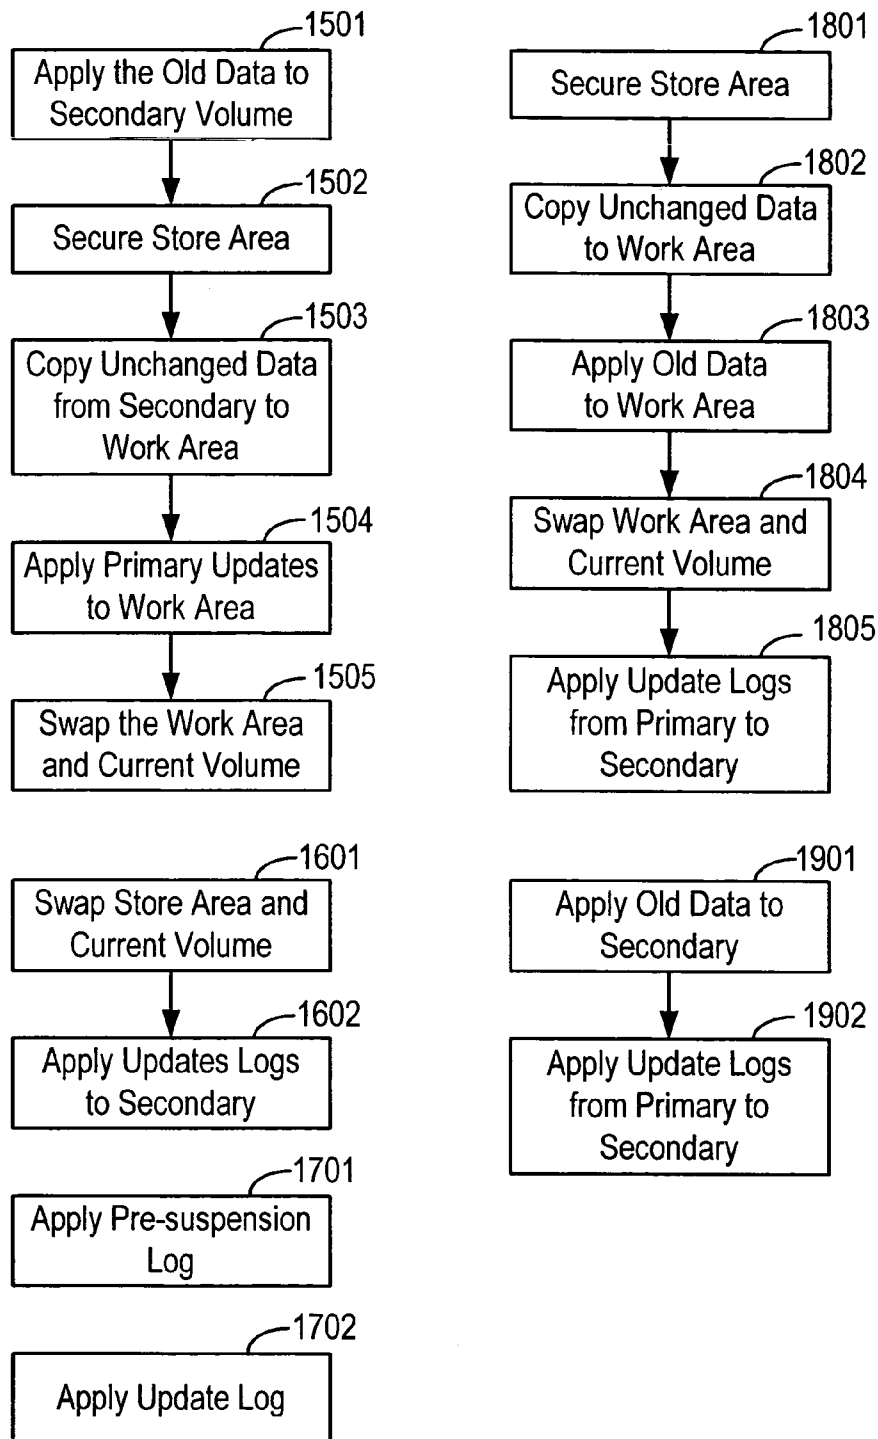 1501
Apply the Old Data to
Secondary Volume
1502
Secure Store Area
1503
Copy Unchanged Data
from Secondary to
Work Area
1504
Apply Primary Updates
to Work Area
1505
Swap the Work Area
and Current Volume
1601
Swap Store Area and
Current Volume
1602
Apply Updates Logs
to Secondary
1701
Apply Pre-suspension
Log
1702
Apply Update Log
1801
Secure Store Area
1802
Copy Unchanged Data
to Work Area
1803
Apply Old Data
to Work Area
1804
Swap Work Area and
Current Volume
1805
Apply Update Logs
from Primary to
Secondary
1901
Apply Old Data to
Secondary
1902
Apply Update Logs
from Primary to
Secondary